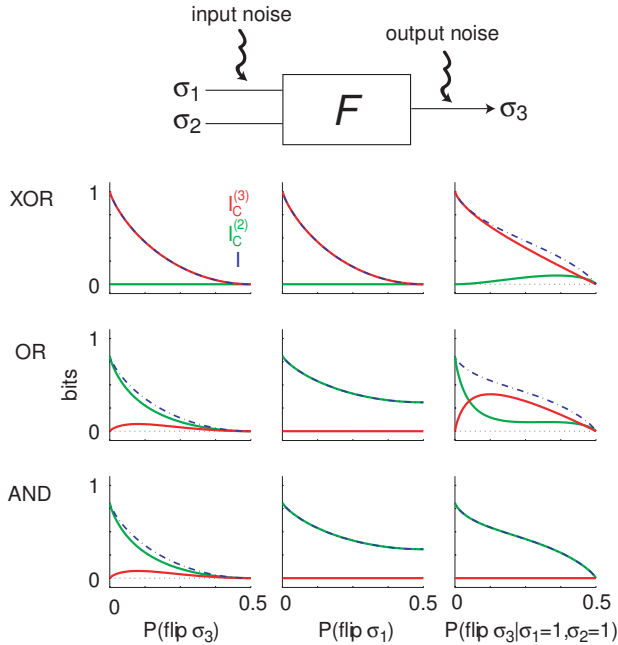 input noise
output noise
σ1
σ2
F
σ3
XOR
1
0
I_C^(3)
I_C^(2)
I
OR
1
0
bits
AND
1
0
0 0.5
0 0.5
0 0.5
P(flip σ3)
P(flip σ1)
P(flip σ3|σ1=1,σ2=1)